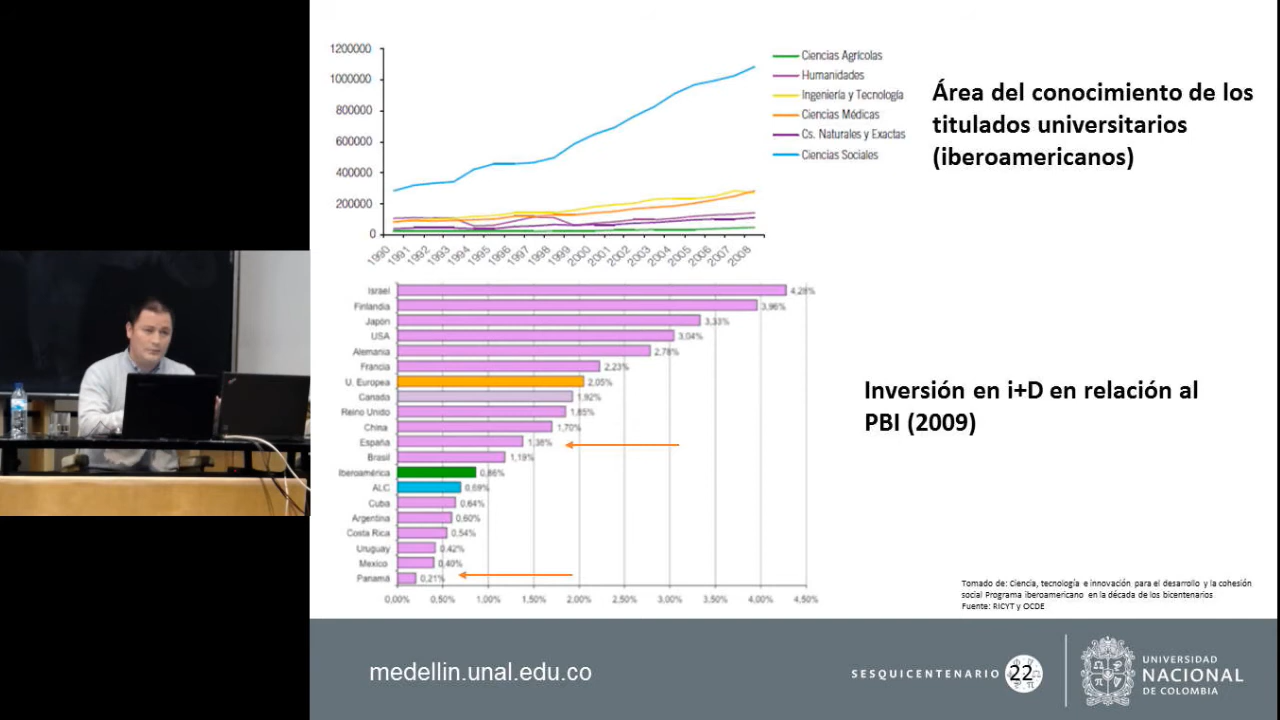 1200000
1000000
800000
600000
400000
200000
0
1990 1991 1992 1993 1994 1995 1996 1997 1998 1999 2000 2001 2002 2003 2004 2005 2006 2007 2008
Ciencias Agrícolas
Humanidades
Ingeniería y Tecnología
Ciencias Médicas
Cs. Naturales y Exactas
Ciencias Sociales
Área del conocimiento de los
titulados universitarios
(iberoamericanos)
Israel 4,28%
Finlandia 3,96%
Japón 3,33%
USA 3,04%
Alemania 2,78%
Francia 2,23%
U. Europea 2,05%
Canada 1,92%
Reino Unido 1,85%
China 1,70%
España 1,38%
Brasil 1,19%
Iberoamérica 0,86%
ALC 0,69%
Cuba 0,64%
Argentina 0,60%
Costa Rica 0,54%
Uruguay 0,42%
Mexico 0,40%
Panamá 0,21%
0,00% 0,50% 1,00% 1,50% 2,00% 2,50% 3,00% 3,50% 4,00% 4,50%
Inversión en i+D en relación al
PBI (2009)
Tomado de: Ciencia, tecnología e innovación para el desarrollo y la cohesión
social Programa iberoamericano en la década de los bicentenarios
Fuente: RICYT y OCDE
medellin.unal.edu.co
SESQUICENTENARIO
22
UNIVERSIDAD
NACIONAL
DE COLOMBIA